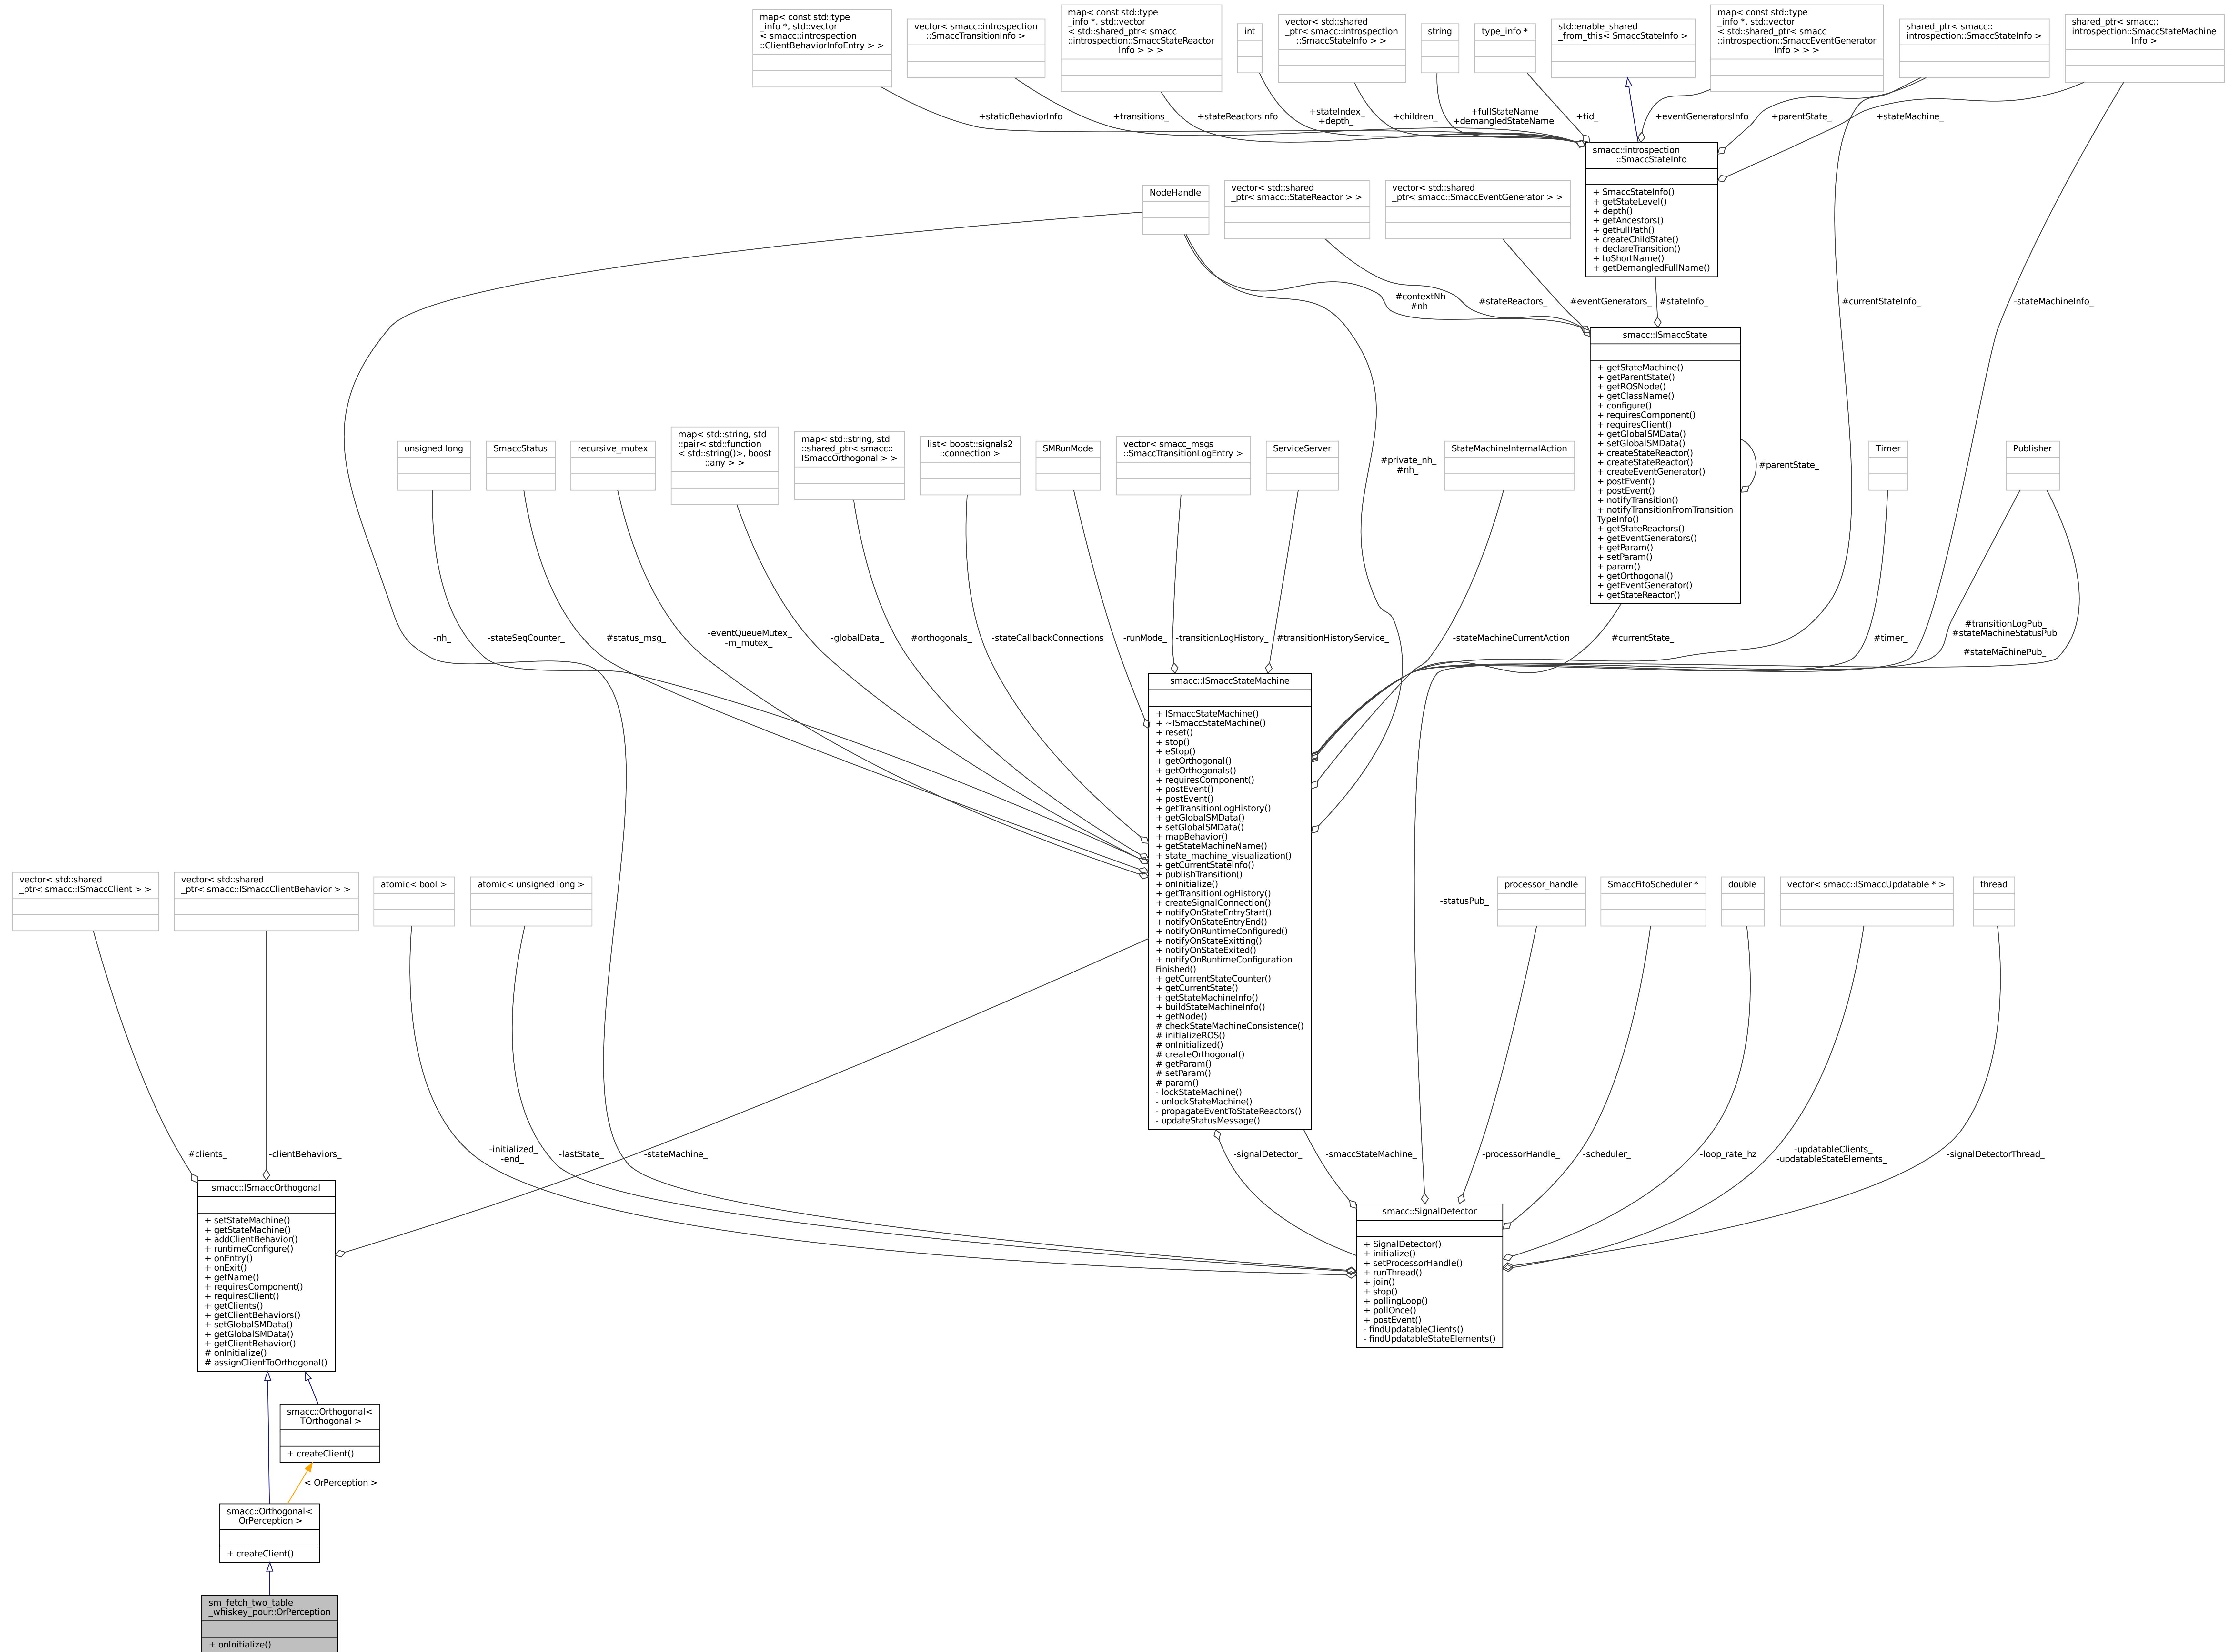 map< const std::type
_info *, std::vector
< smacc::introspection
::ClientBehaviorInfoEntry > >
vector< smacc::introspection
::SmaccTransitionInfo >
map< const std::type
_info *, std::vector
< std::shared_ptr< smacc
::introspection::SmaccStateReactor
Info > > >
int
vector< std::shared
_ptr< smacc::introspection
::SmaccStateInfo > >
string
type_info *
std::enable_shared
_from_this< SmaccStateInfo >
map< const std::type
_info *, std::vector
< std::shared_ptr< smacc
::introspection::SmaccEventGenerator
Info > > >
shared_ptr< smacc::
introspection::SmaccStateInfo >
shared_ptr< smacc::
introspection::SmaccStateMachine
Info >
+staticBehaviorInfo
+transitions_
+stateReactorsInfo
+stateIndex_
+depth_
+children_
+fullStateName
+demangledStateName
+tid_
+eventGeneratorsInfo
+parentState_
+stateMachine_
smacc::introspection
::SmaccStateInfo
+ SmaccStateInfo()
+ getStateLevel()
+ depth()
+ getAncestors()
+ getFullPath()
+ createChildState()
+ declareTransition()
+ toShortName()
+ getDemangledFullName()
NodeHandle
vector< std::shared
_ptr< smacc::StateReactor > >
vector< std::shared
_ptr< smacc::SmaccEventGenerator > >
#contextNh
#nh
#stateReactors_
#eventGenerators_
#stateInfo_
#currentStateInfo_
-stateMachineInfo_
smacc::ISmaccState
+ getStateMachine()
+ getParentState()
+ getROSNode()
+ getClassName()
+ configure()
+ requiresComponent()
+ requiresClient()
+ getGlobalSMData()
+ setGlobalSMData()
+ createStateReactor()
+ createStateReactor()
+ createEventGenerator()
+ postEvent()
+ postEvent()
+ notifyTransition()
+ notifyTransitionFromTransition
TypeInfo()
+ getStateReactors()
+ getEventGenerators()
+ getParam()
+ setParam()
+ param()
+ getOrthogonal()
+ getEventGenerator()
+ getStateReactor()
#parentState_
unsigned long
SmaccStatus
recursive_mutex
map< std::string, std
::pair< std::function
< std::string()>, boost
::any > >
map< std::string, std
::shared_ptr< smacc::
ISmaccOrthogonal > >
list< boost::signals2
::connection >
SMRunMode
vector< smacc_msgs
::SmaccTransitionLogEntry >
ServiceServer
#private_nh_
#nh_
StateMachineInternalAction
Timer
Publisher
-nh_
-stateSeqCounter_
#status_msg_
-eventQueueMutex_
-m_mutex_
-globalData_
#orthogonals_
-stateCallbackConnections
-runMode_
-transitionLogHistory_
#transitionHistoryService_
-stateMachineCurrentAction
#currentState_
#timer_
#transitionLogPub_
#stateMachineStatusPub
_
#stateMachinePub_
smacc::ISmaccStateMachine
+ ISmaccStateMachine()
+ ~ISmaccStateMachine()
+ reset()
+ stop()
+ eStop()
+ getOrthogonal()
+ getOrthogonals()
+ requiresComponent()
+ postEvent()
+ postEvent()
+ getTransitionLogHistory()
+ getGlobalSMData()
+ setGlobalSMData()
+ mapBehavior()
+ getStateMachineName()
+ state_machine_visualization()
+ getCurrentStateInfo()
+ publishTransition()
+ onInitialize()
+ getTransitionLogHistory()
+ createSignalConnection()
+ notifyOnStateEntryStart()
+ notifyOnStateEntryEnd()
+ notifyOnRuntimeConfigured()
+ notifyOnStateExitting()
+ notifyOnStateExited()
+ notifyOnRuntimeConfiguration
Finished()
+ getCurrentStateCounter()
+ getCurrentState()
+ getStateMachineInfo()
+ buildStateMachineInfo()
+ getNode()
# checkStateMachineConsistence()
# initializeROS()
# onInitialized()
# createOrthogonal()
# getParam()
# setParam()
# param()
- lockStateMachine()
- unlockStateMachine()
- propagateEventToStateReactors()
- updateStatusMessage()
vector< std::shared
_ptr< smacc::ISmaccClient > >
vector< std::shared
_ptr< smacc::ISmaccClientBehavior > >
atomic< bool >
atomic< unsigned long >
-statusPub_
processor_handle
SmaccFifoScheduler *
double
vector< smacc::ISmaccUpdatable * >
thread
#clients_
-clientBehaviors_
-initialized_
-end_
-lastState_
-stateMachine_
-signalDetector_
-smaccStateMachine_
-processorHandle_
-scheduler_
-loop_rate_hz
-updatableClients_
-updatableStateElements_
-signalDetectorThread_
smacc::ISmaccOrthogonal
+ setStateMachine()
+ getStateMachine()
+ addClientBehavior()
+ runtimeConfigure()
+ onEntry()
+ onExit()
+ getName()
+ requiresComponent()
+ requiresClient()
+ getClients()
+ getClientBehaviors()
+ setGlobalSMData()
+ getGlobalSMData()
+ getClientBehavior()
# onInitialize()
# assignClientToOrthogonal()
smacc::SignalDetector
+ SignalDetector()
+ initialize()
+ setProcessorHandle()
+ runThread()
+ join()
+ stop()
+ pollingLoop()
+ pollOnce()
+ postEvent()
- findUpdatableClients()
- findUpdatableStateElements()
smacc::Orthogonal<
TOrthogonal >
+ createClient()
< OrPerception >
smacc::Orthogonal<
OrPerception >
+ createClient()
sm_fetch_two_table
_whiskey_pour::OrPerception
+ onInitialize()